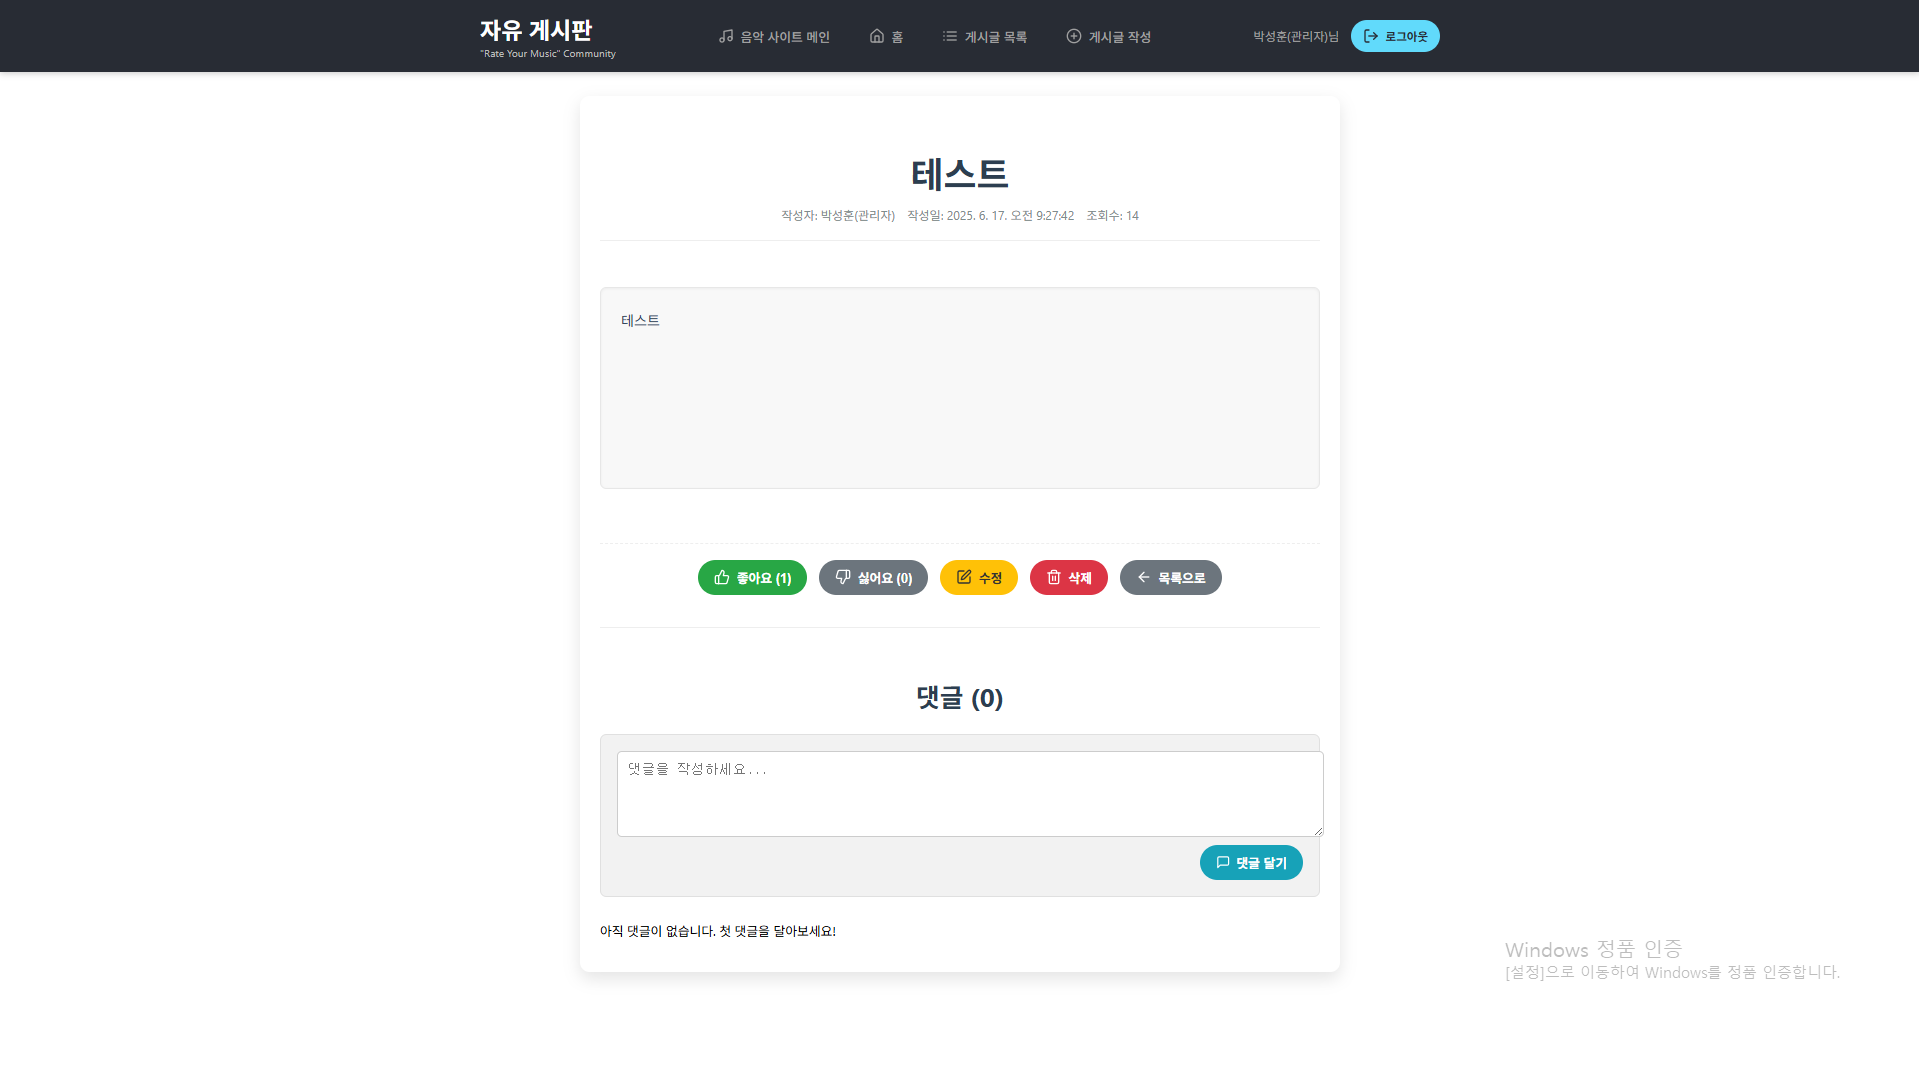 자유 게시판
"Rate Your Music" Community
음악 사이트 메인
홈
게시글 목록
게시글 작성
박성훈(관리자)님
로그아웃
테스트
작성자: 박성훈(관리자) 작성일: 2025. 6. 17. 오전 9:27:42 조회수: 14
테스트
좋아요 (1)
싫어요 (0)
수정
삭제
목록으로
댓글 (0)
댓글을 작성하세요...
댓글 달기
아직 댓글이 없습니다. 첫 댓글을 달아보세요!
Windows 정품 인증
[설정]으로 이동하여 Windows를 정품 인증합니다.